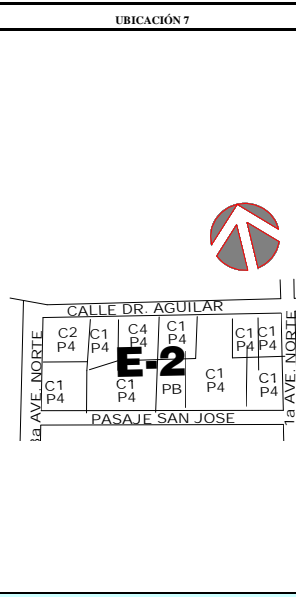 UBICACIÓN 7
CALLE DR. AGUILAR
C2
P4
C1
P4
C4
P4
C1
P4
C1
P4
C1
P4
E-2
C1
P4
C1
P4
PB
C1
P4
C1
P4
AVE. NORTE
1a AVE. NORTE
PASAJE SAN JOSE